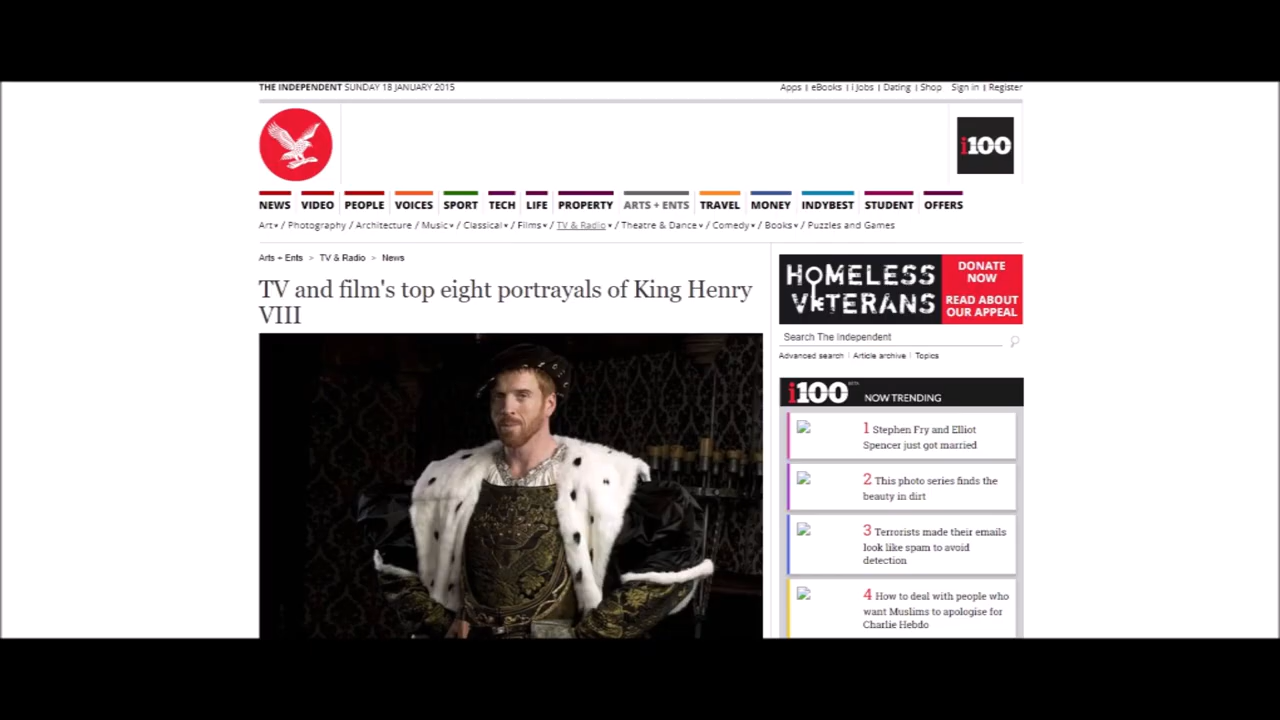 THE INDEPENDENT SUNDAY 18 JANUARY 2015
Apps | eBooks | i Jobs | Dating | Shop Sign in | Register
i100
NEWS VIDEO PEOPLE VOICES SPORT TECH LIFE PROPERTY ARTS + ENTS TRAVEL MONEY INDYBEST STUDENT OFFERS
Art / Photography / Architecture / Music / Classical / Films / TV & Radio / Theatre & Dance / Comedy / Books / Puzzles and Games
Arts + Ents > TV & Radio > News
TV and film's top eight portrayals of King Henry
VIII
HOMELESS
VETERANS
DONATE
NOW
READ ABOUT
OUR APPEAL
Search The Independent
Advanced search | Article archive | Topics
i100 BETA NOW TRENDING
1 Stephen Fry and Elliot
Spencer just got married
2 This photo series finds the
beauty in dirt
3 Terrorists made their emails
look like spam to avoid
detection
4 How to deal with people who
want Muslims to apologise for
Charlie Hebdo